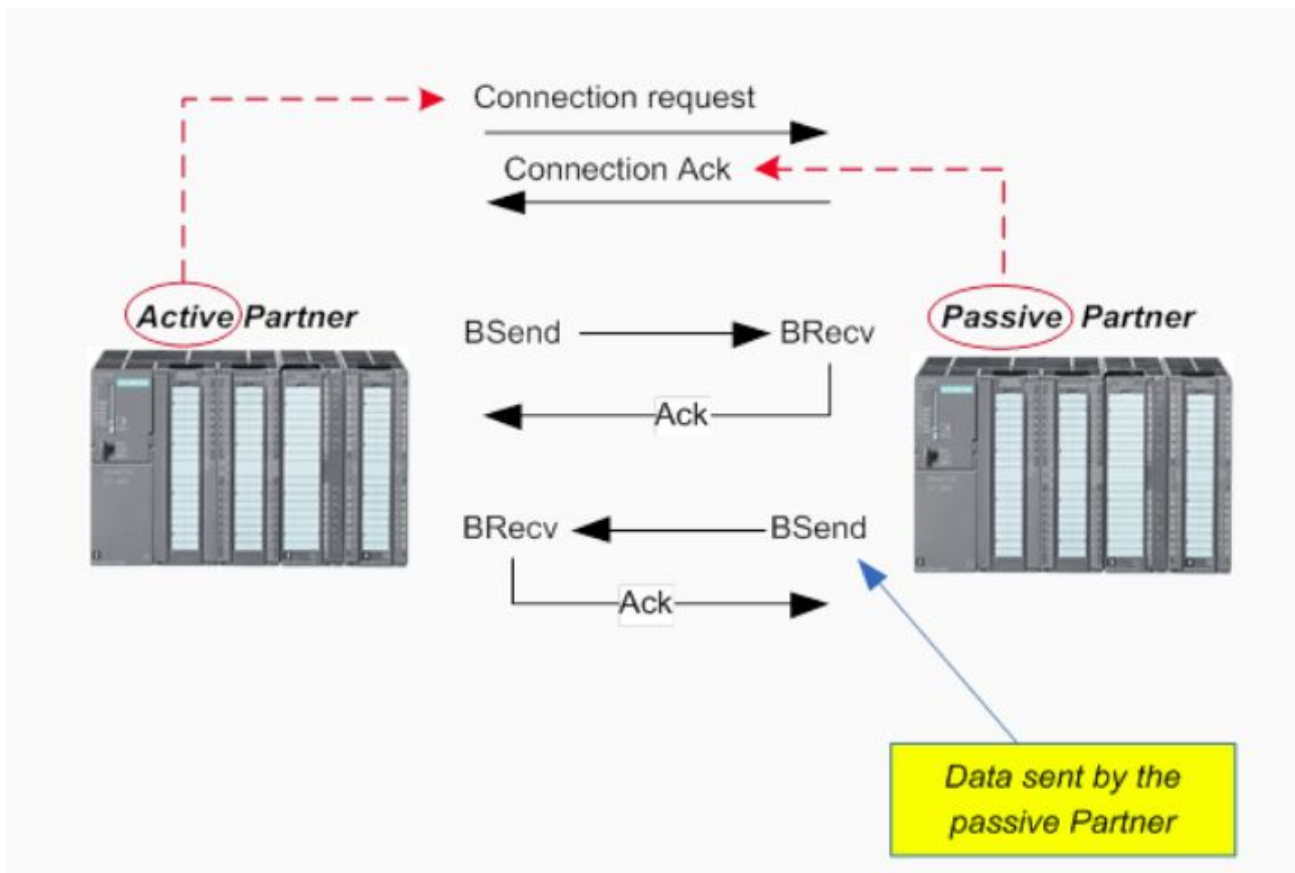 Connection request
Connection Ack
Active Partner
Passive Partner
BSend
BRecv
Ack
BRecv
BSend
Ack
Data sent by the
passive Partner